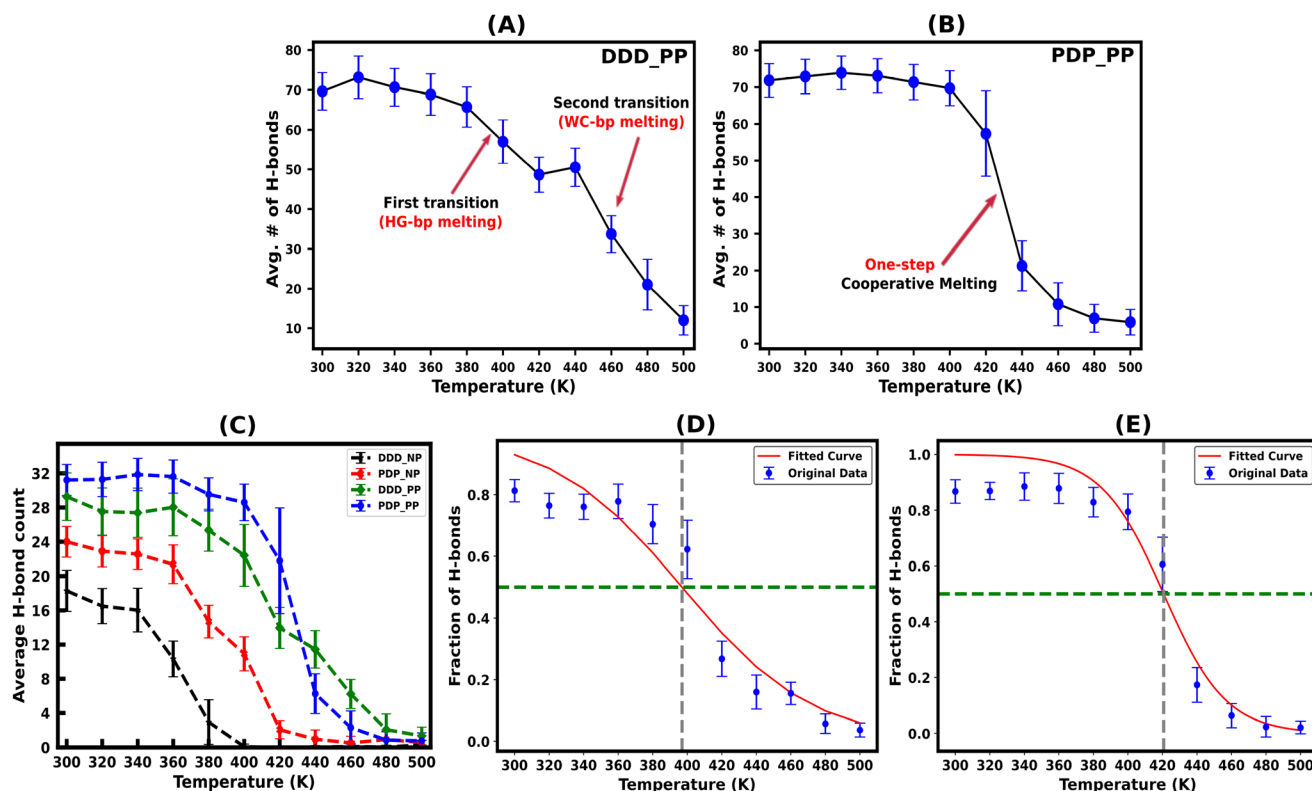 (A)
DDD_PP
80
70
60
50
40
30
20
10
Avg. # of H-bonds
Second transition
(WC-bp melting)
First transition
(HG-bp melting)
300 320 340 360 380 400 420 440 460 480 500
Temperature (K)
(B)
PDP_PP
80
70
60
50
40
30
20
10
0
Avg. # of H-bonds
One-step
Cooperative Melting
300 320 340 360 380 400 420 440 460 480 500
Temperature (K)
(C)
32
28
24
20
16
12
8
4
0
Average H-bond count
DDD_NP
PDP_NP
DDD_PP
PDP_PP
300 320 340 360 380 400 420 440 460 480 500
Temperature (K)
(D)
0.8
0.6
0.4
0.2
0.0
Fraction of H-bonds
Fitted Curve
Original Data
300 320 340 360 380 400 420 440 460 480 500
Temperature (K)
(E)
1.0
0.8
0.6
0.4
0.2
0.0
Fraction of H-bonds
Fitted Curve
Original Data
300 320 340 360 380 400 420 440 460 480 500
Temperature (K)